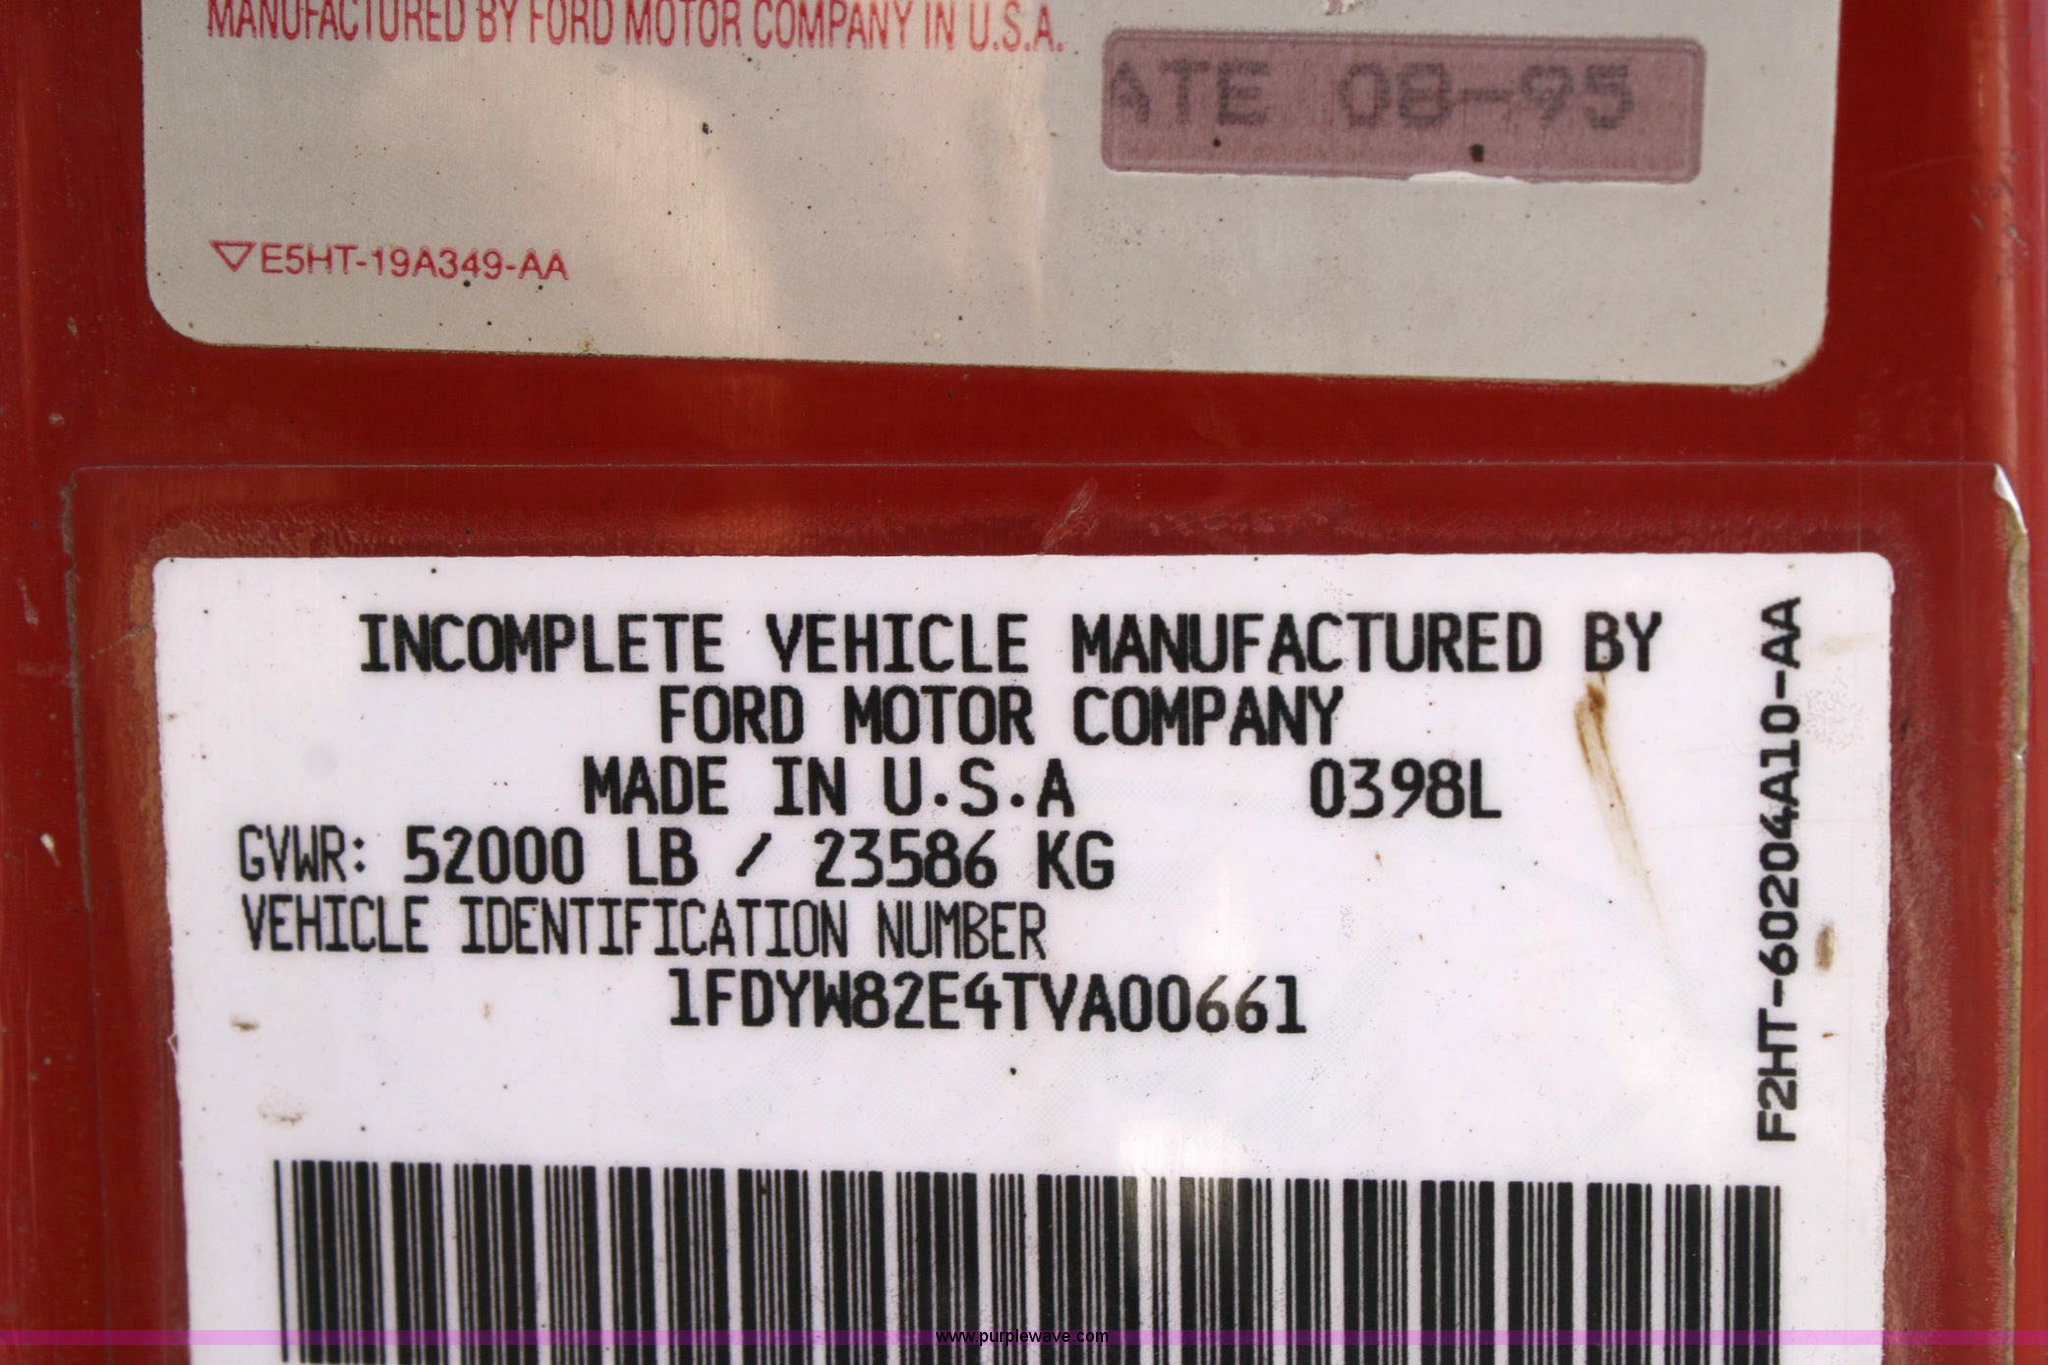 MANUFACTURED BY FORD MOTOR COMPANY IN U.S.A.
ATE 08-95
▽E5HT-19A349-AA
INCOMPLETE VEHICLE MANUFACTURED BY
FORD MOTOR COMPANY
MADE IN U.S.A 0398L
GVWR: 52000 LB / 23586 KG
VEHICLE IDENTIFICATION NUMBER
1FDYW82E4TVA00661
F2HT-60204A10-AA
www.purplewave.com